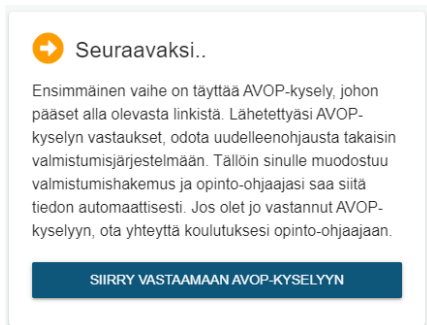 Seuraavaksi..
Ensimmäinen vaihe on täyttää AVOP-kysely, johon
pääset alla olevasta linkistä. Lähetettyäsi AVOP-
kyselyn vastaukset, odota uudelleenohjausta takaisin
valmistumisjärjestelmään. Tällöin sinulle muodostuu
valmistumishakemus ja opinto-ohjaajasi saa siitä
tiedon automaattisesti. Jos olet jo vastannut AVOP-
kyselyyn, ota yhteyttä koulutuksesi opinto-ohjaajaan.
SIIRRY VASTAAMAAN AVOP-KYSELYYN